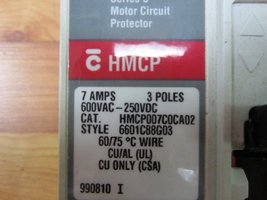 Series C
Motor Circuit
Protector
HMCP
7 AMPS 3 POLES
600VAC-250VDC
CAT. HMCP007C0CA02
STYLE 6601C88G03
60/75 °C WIRE
CU/AL (UL)
CU ONLY (CSA)
990810 I